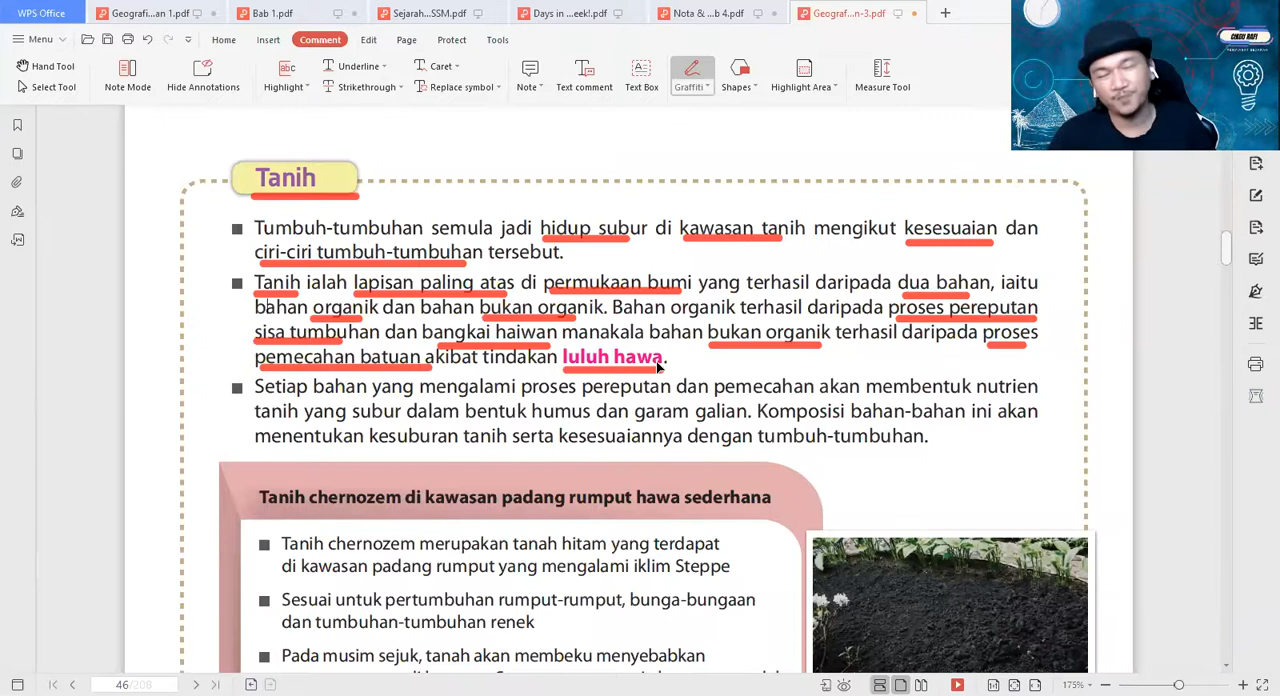 WPS Office
Geografi...an 1.pdf
Bab 1.pdf
Sejarah...SSM.pdf
Days in ...eek!.pdf
Nota & ...b 4.pdf
Geograf...n-3.pdf
Menu
Home
Insert
Comment
Edit
Page
Protect
Tools
Hand Tool
Select Tool
Note Mode
Hide Annotations
Highlight
Underline
Strikethrough
Caret
Replace symbol
Note
Text comment
Text Box
Graffiti
Shapes
Highlight Area
Measure Tool
CIKGU RAFI
Tanih
Tumbuh-tumbuhan semula jadi hidup subur di kawasan tanih mengikut kesesuaian dan
ciri-ciri tumbuh-tumbuhan tersebut.
Tanih ialah lapisan paling atas di permukaan bumi yang terhasil daripada dua bahan, iaitu
bahan organik dan bahan bukan organik. Bahan organik terhasil daripada proses pereputan
sisa tumbuhan dan bangkai haiwan manakala bahan bukan organik terhasil daripada proses
pemecahan batuan akibat tindakan luluh hawa.
Setiap bahan yang mengalami proses pereputan dan pemecahan akan membentuk nutrien
tanih yang subur dalam bentuk humus dan garam galian. Komposisi bahan-bahan ini akan
menentukan kesuburan tanih serta kesesuaiannya dengan tumbuh-tumbuhan.
Tanih chernozem di kawasan padang rumput hawa sederhana
Tanih chernozem merupakan tanah hitam yang terdapat
di kawasan padang rumput yang mengalami iklim Steppe
Sesuai untuk pertumbuhan rumput-rumput, bunga-bungaan
dan tumbuhan-tumbuhan renek
Pada musim sejuk, tanah akan membeku menyebabkan
46/208
175%